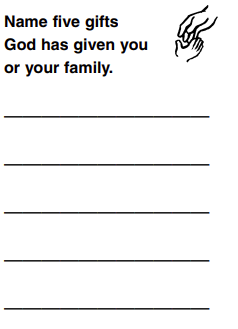 Name five gifts
God has given you
or your family.